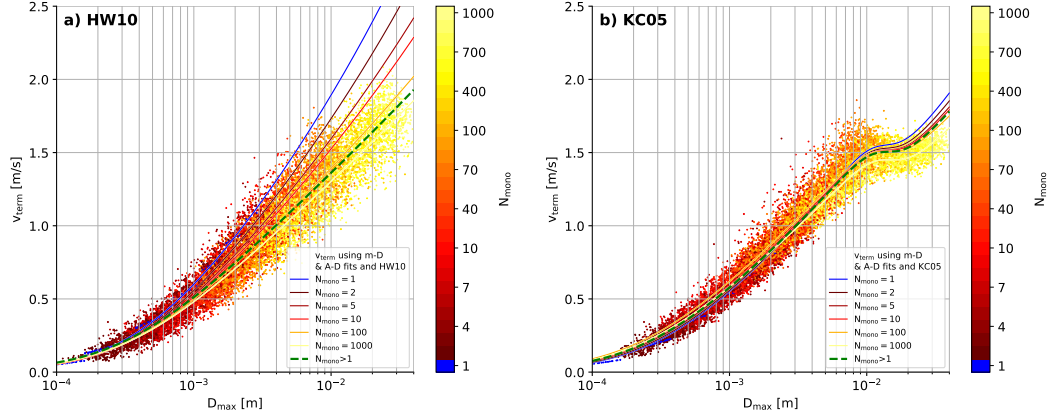 a) HW10
2.5
2.0
1.5
1.0
0.5
0.0
v_term [m/s]
10^−4
10^−3
10^−2
D_max [m]
v_term using m-D
& A-D fits and HW10
N_mono = 1
N_mono = 2
N_mono = 5
N_mono = 10
N_mono = 100
N_mono = 1000
N_mono>1
1000
700
400
100
70
40
10
7
4
1
N_mono
b) KC05
2.5
2.0
1.5
1.0
0.5
0.0
v_term [m/s]
10^−4
10^−3
10^−2
D_max [m]
v_term using m-D
& A-D fits and KC05
N_mono = 1
N_mono = 2
N_mono = 5
N_mono = 10
N_mono = 100
N_mono = 1000
N_mono>1
1000
700
400
100
70
40
10
7
4
1
N_mono